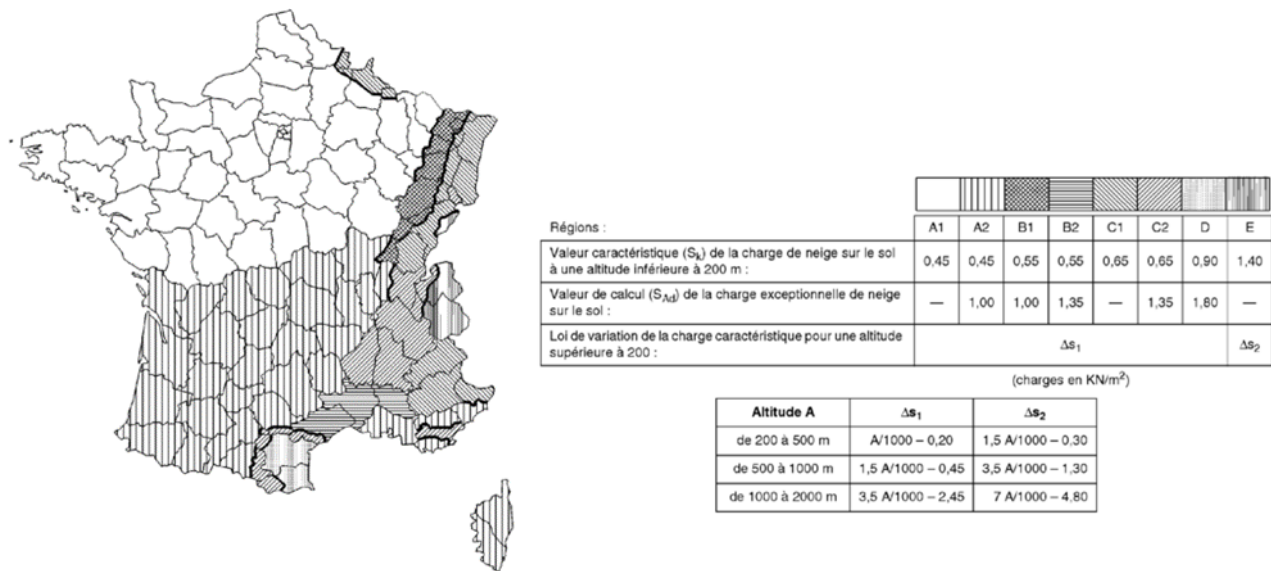 Régions : A1 A2 B1 B2 C1 C2 D E
Valeur caractéristique (Sk) de la charge de neige sur le sol
à une altitude inférieure à 200 m : 0,45 0,45 0,55 0,55 0,65 0,65 0,90 1,40
Valeur de calcul (SAd) de la charge exceptionnelle de neige
sur le sol : — 1,00 1,00 1,35 — 1,35 1,80 —
Loi de variation de la charge caractéristique pour une altitude
supérieure à 200 : Δs1 Δs2
(charges en KN/m²)
Altitude A Δs1 Δs2
de 200 à 500 m A/1000 – 0,20 1,5 A/1000 – 0,30
de 500 à 1000 m 1,5 A/1000 – 0,45 3,5 A/1000 – 1,30
de 1000 à 2000 m 3,5 A/1000 – 2,45 7 A/1000 – 4,80